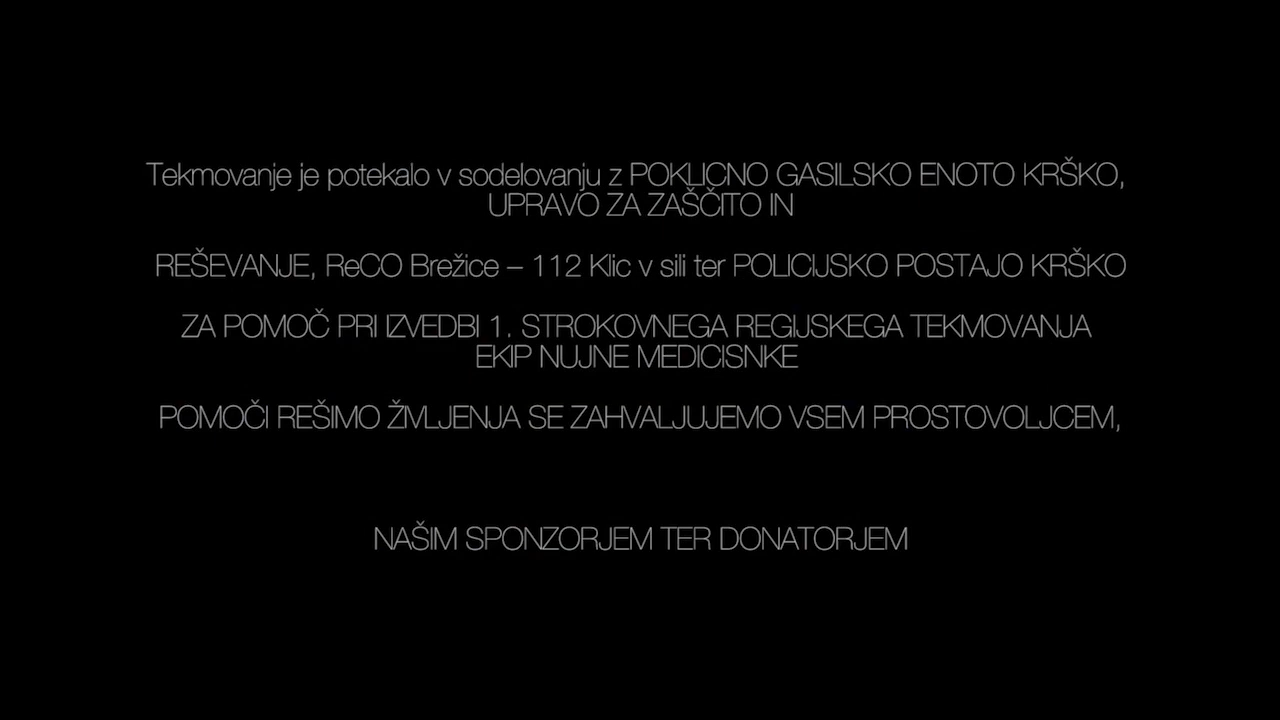 Tekmovanje je potekalo v sodelovanju z POKLICNO GASILSKO ENOTO KRŠKO,
UPRAVO ZA ZAŠČITO IN
REŠEVANJE, ReCO Brežice – 112 Klic v sili ter POLICIJSKO POSTAJO KRŠKO
ZA POMOČ PRI IZVEDBI 1. STROKOVNEGA REGIJSKEGA TEKMOVANJA
EKIP NUJNE MEDICISNKE
POMOČI REŠIMO ŽIVLJENJA SE ZAHVALJUJEMO VSEM PROSTOVOLJCEM,
NAŠIM SPONZORJEM TER DONATORJEM